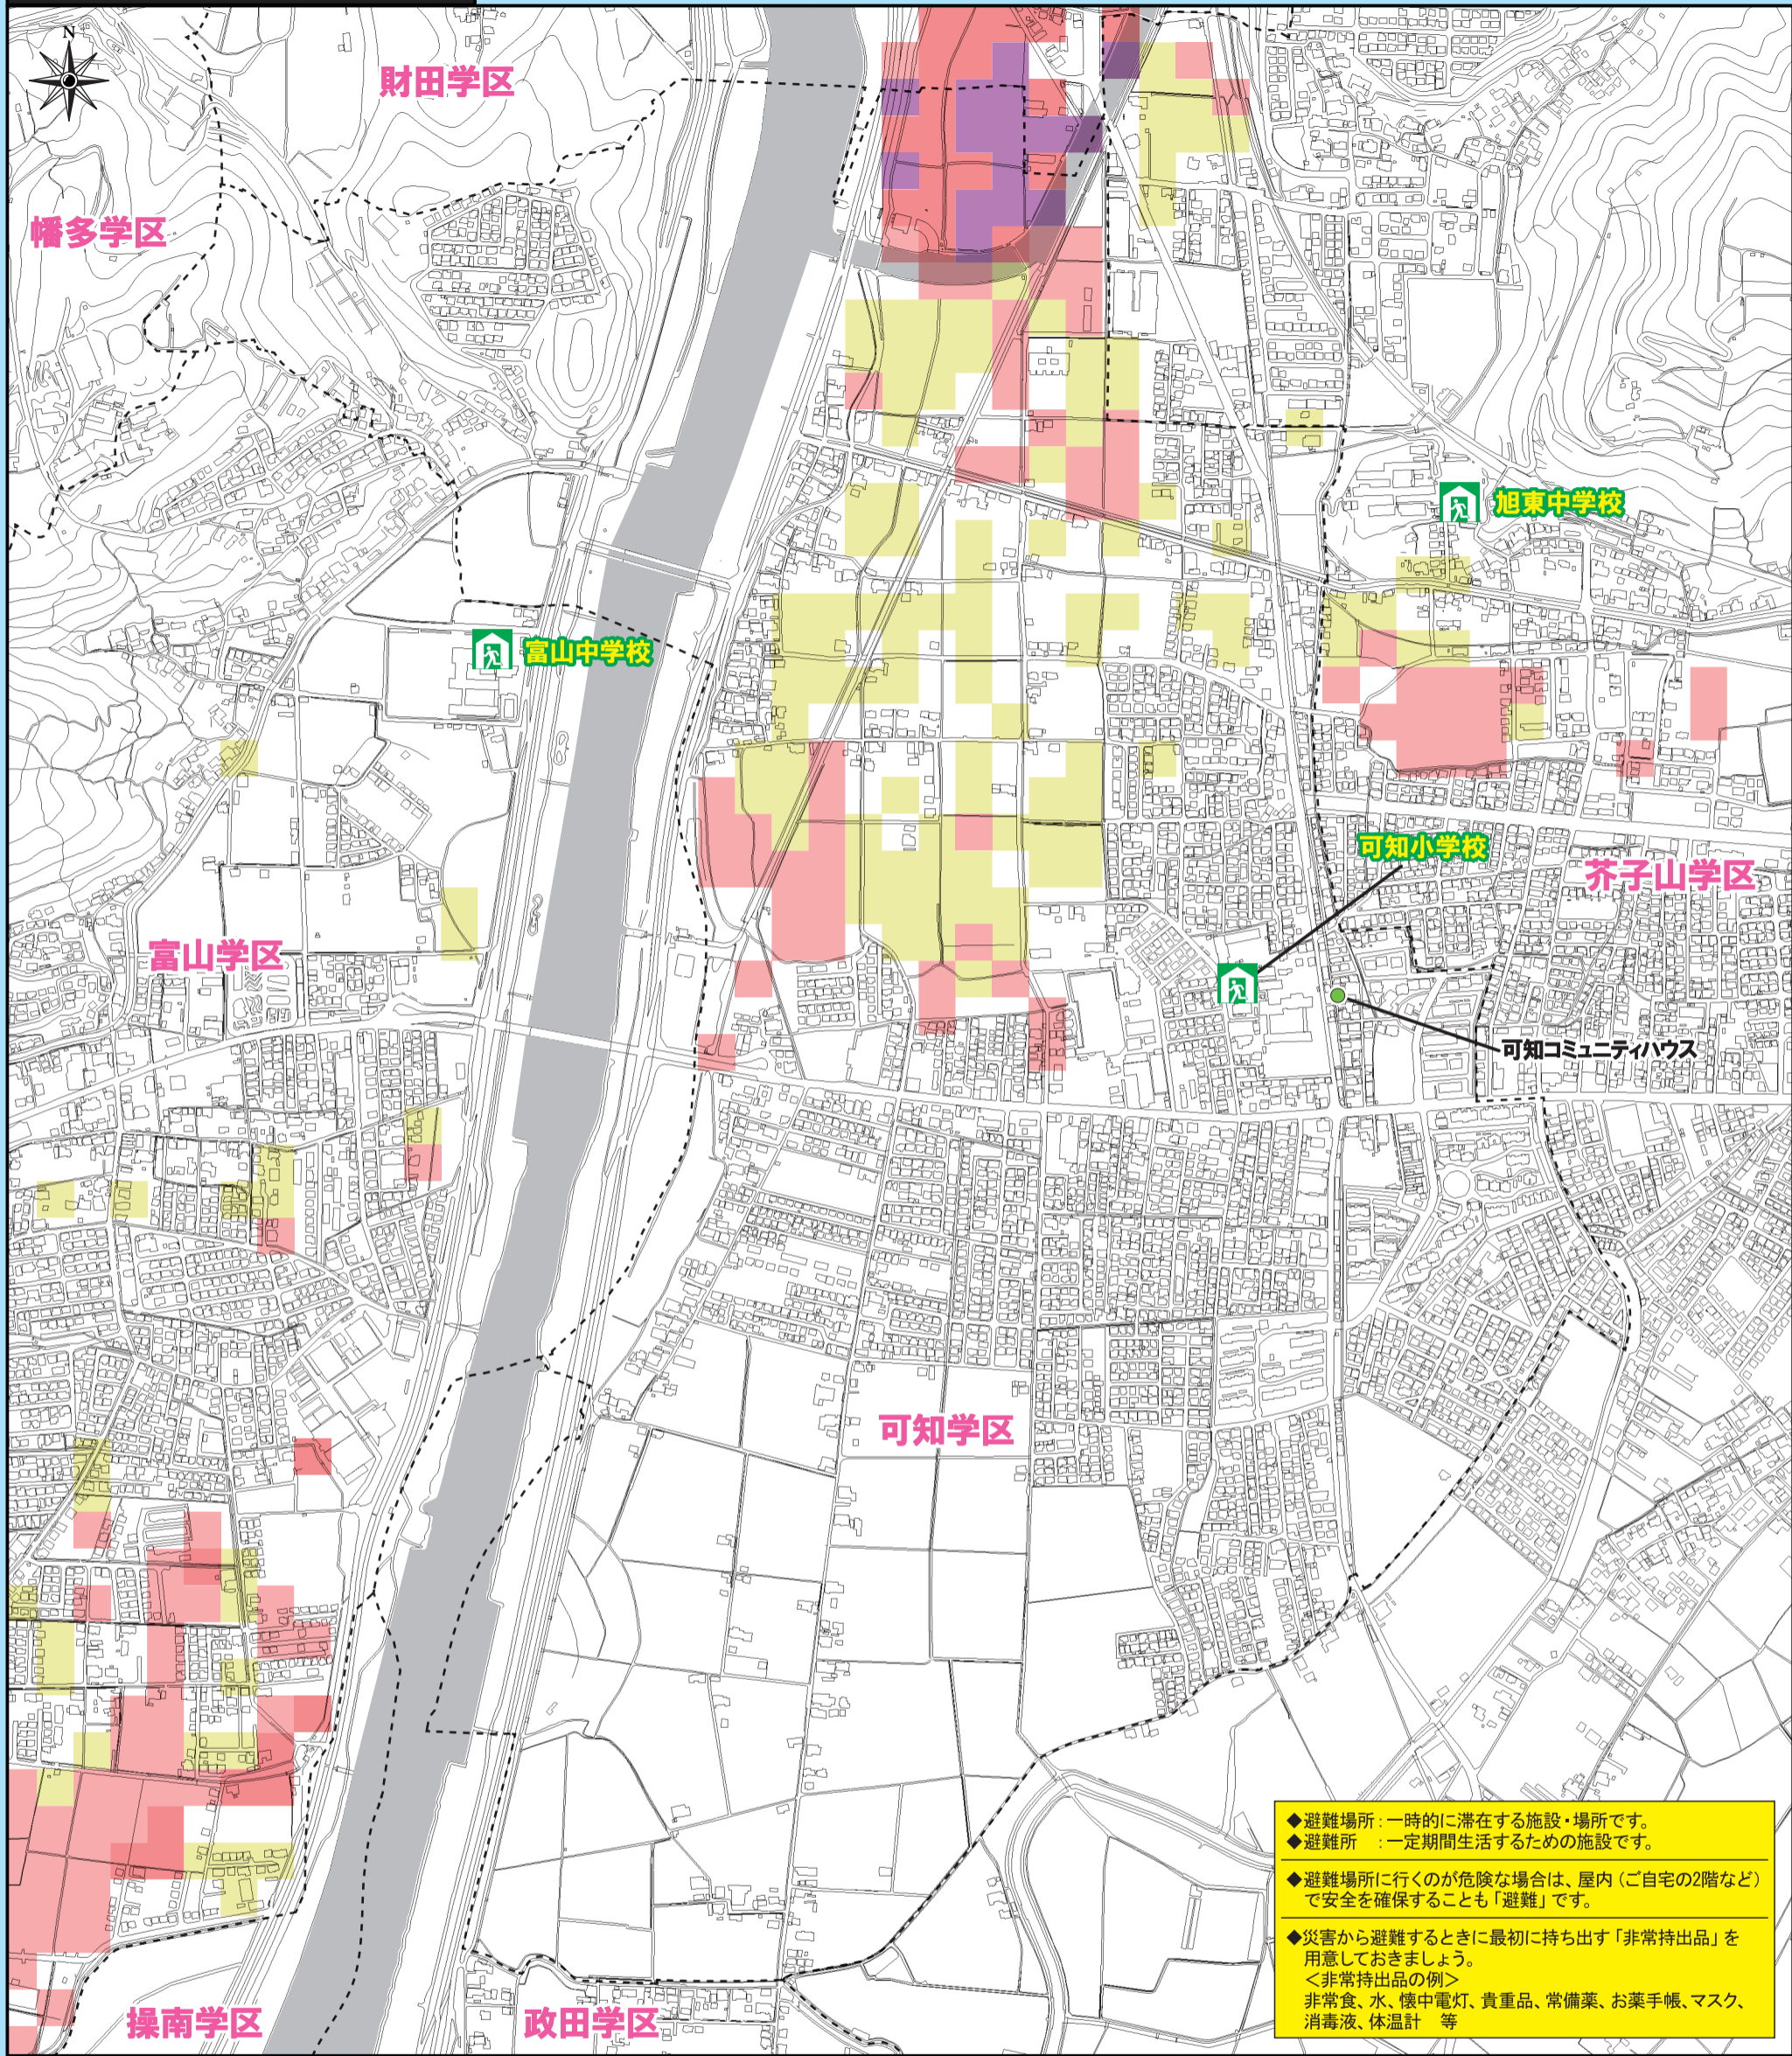 N
財田学区
幡多学区
旭東中学校
富山中学校
可知小学校
芥子山学区
富山学区
可知コミュニティハウス
可知学区
操南学区
政田学区
◆避難場所：一時的に滞在する施設・場所です。
◆避難所　：一定期間生活するための施設です。
◆避難場所に行くのが危険な場合は、屋内（ご自宅の2階など）
で安全を確保することも「避難」です。
◆災害から避難するときに最初に持ち出す「非常持出品」を
用意しておきましょう。
＜非常持出品の例＞
非常食、水、懐中電灯、貴重品、常備薬、お薬手帳、マスク、
消毒液、体温計　等